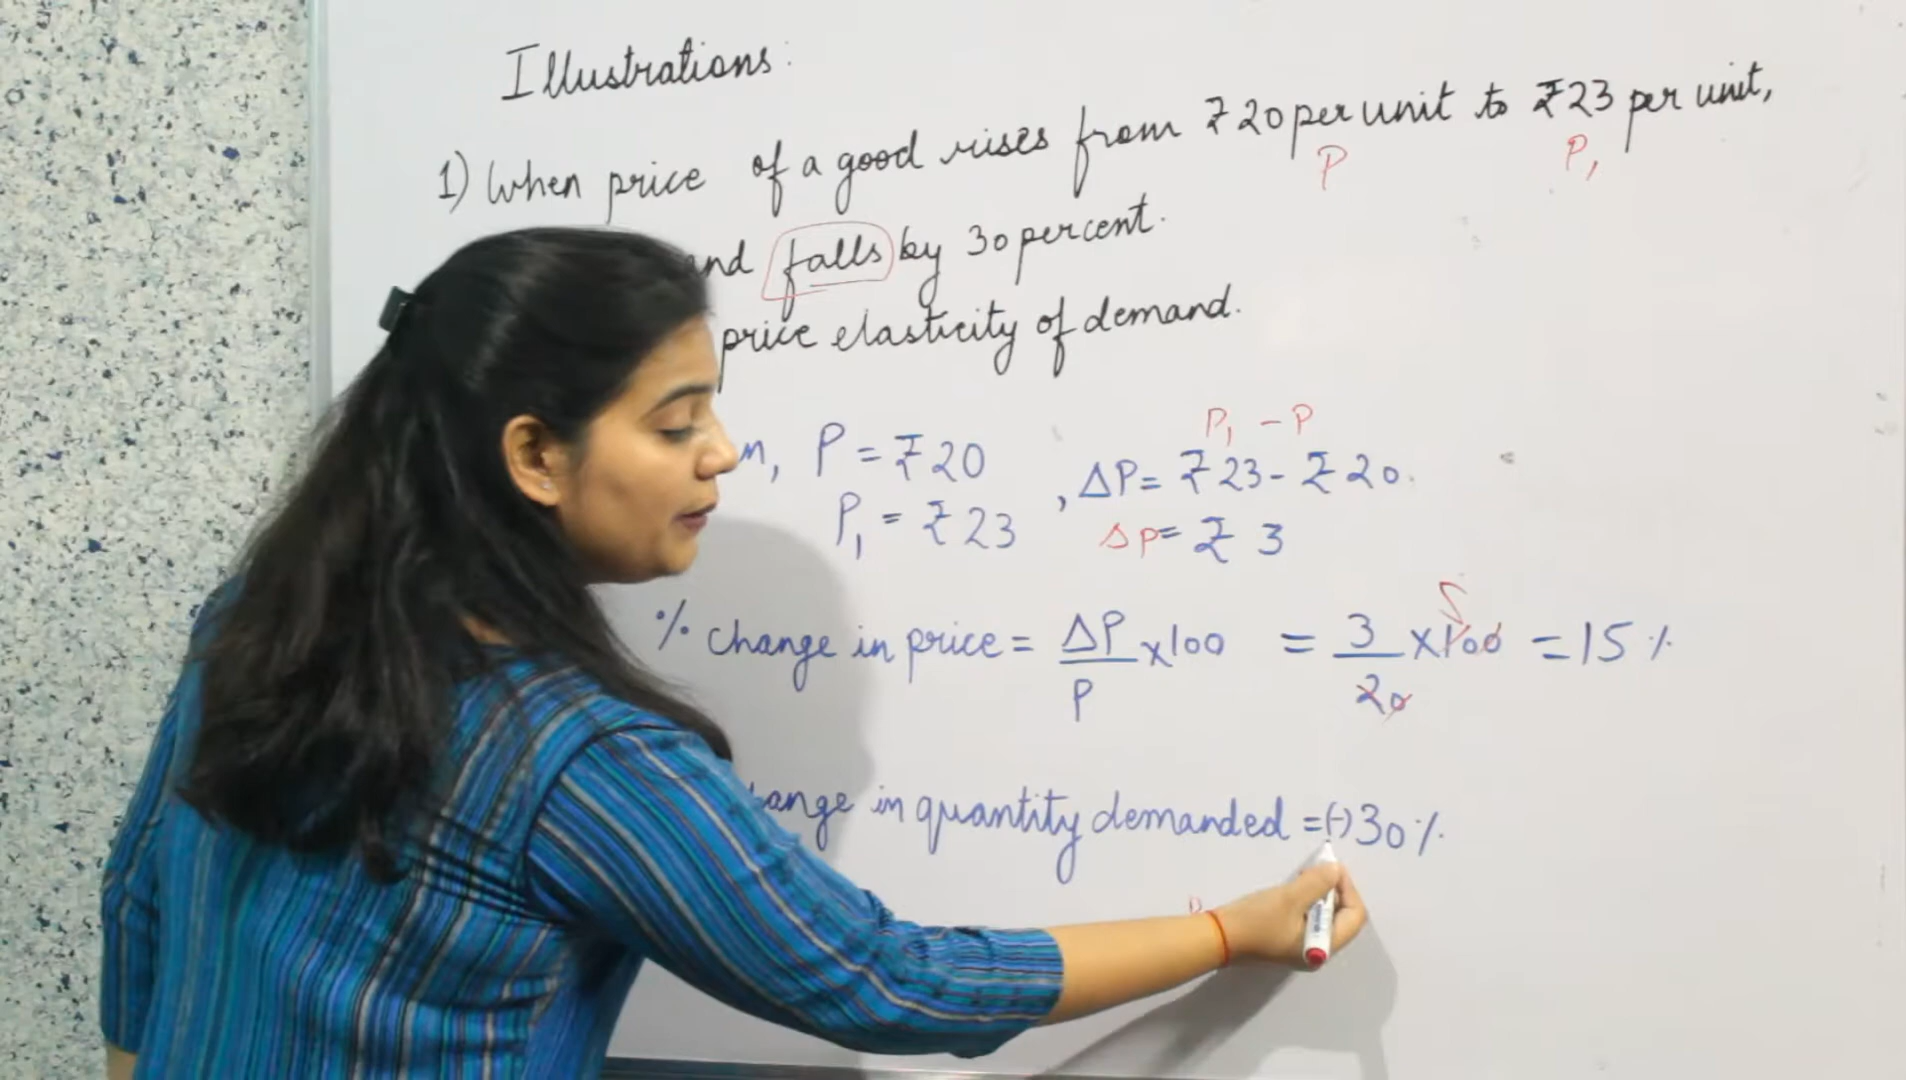 Illustrations:
1) When price of a good rises from ₹20 per unit to ₹23 per unit,
P P₁
falls by 30 percent.
price elasticity of demand.
P₁ - P
P = ₹20 , ΔP = ₹23 - ₹20.
P₁ = ₹23 ΔP = ₹3
5
% change in price = ΔP/P x100 = 3/20 x100 = 15%
change in quantity demanded = (-) 30%